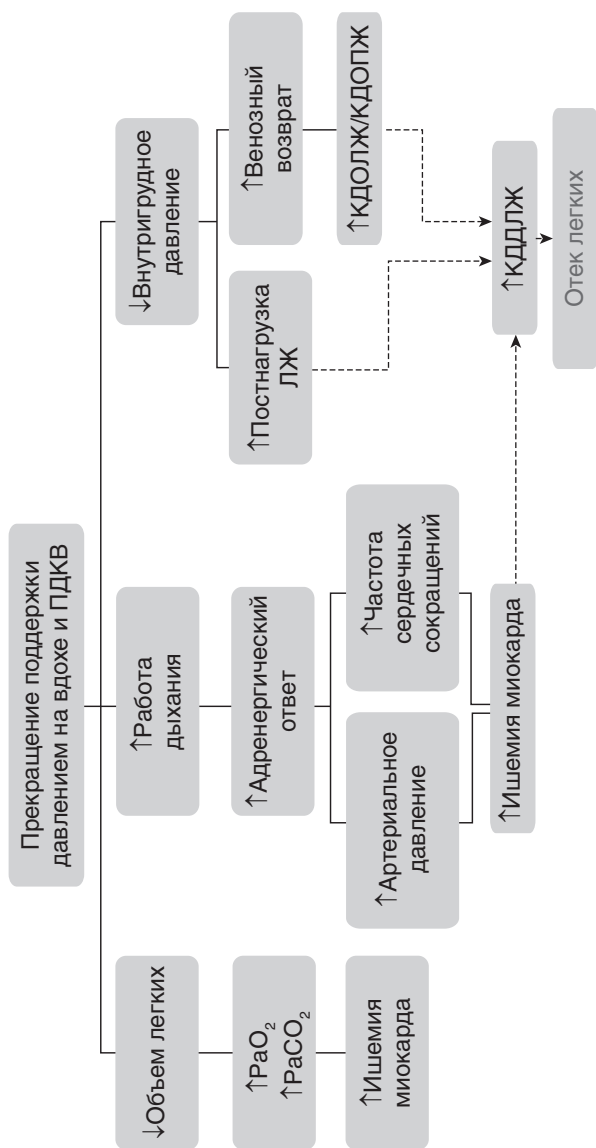 Прекращение поддержки
давлением на вдохе и ПДКВ
↓Объем легких
↑PaO₂
↑PaCO₂
↑Ишемия
миокарда
↑Работа
дыхания
↑Адренергический
ответ
↑Артериальное
давление
↑Частота
сердечных
сокращений
↑Ишемия миокарда
↓Внутригрудное
давление
↑Постнагрузка
ЛЖ
↑Венозный
возврат
↑КДОЛЖ/КДОПЖ
↑КДДЛЖ
Отек легких